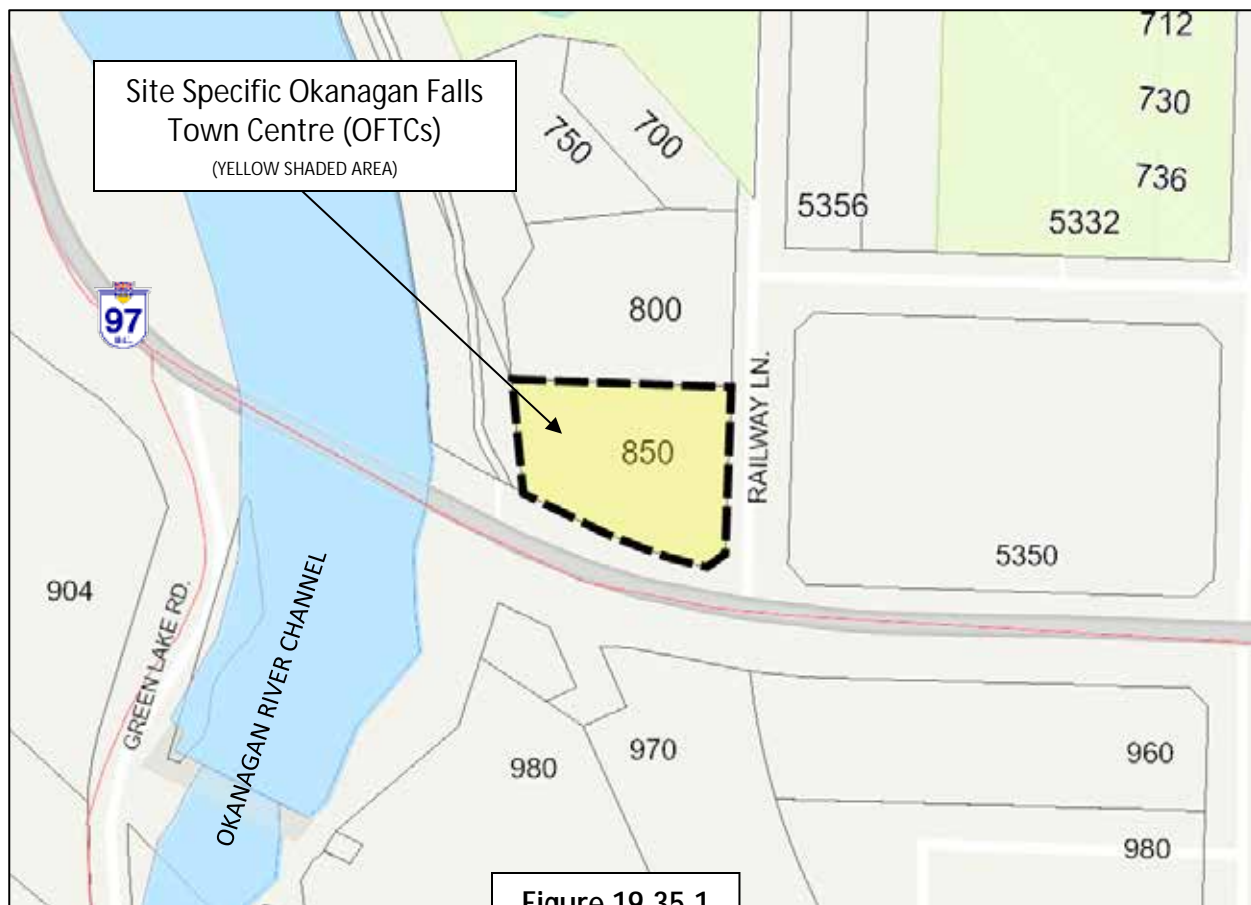 712
730
736
Site Specific Okanagan Falls
Town Centre (OFTCs)
(YELLOW SHADED AREA)
750
700
5356
5332
97
800
RAILWAY LN.
850
5350
904
GREEN LAKE RD.
OKANAGAN RIVER CHANNEL
980
970
960
980
Figure 19.35.1